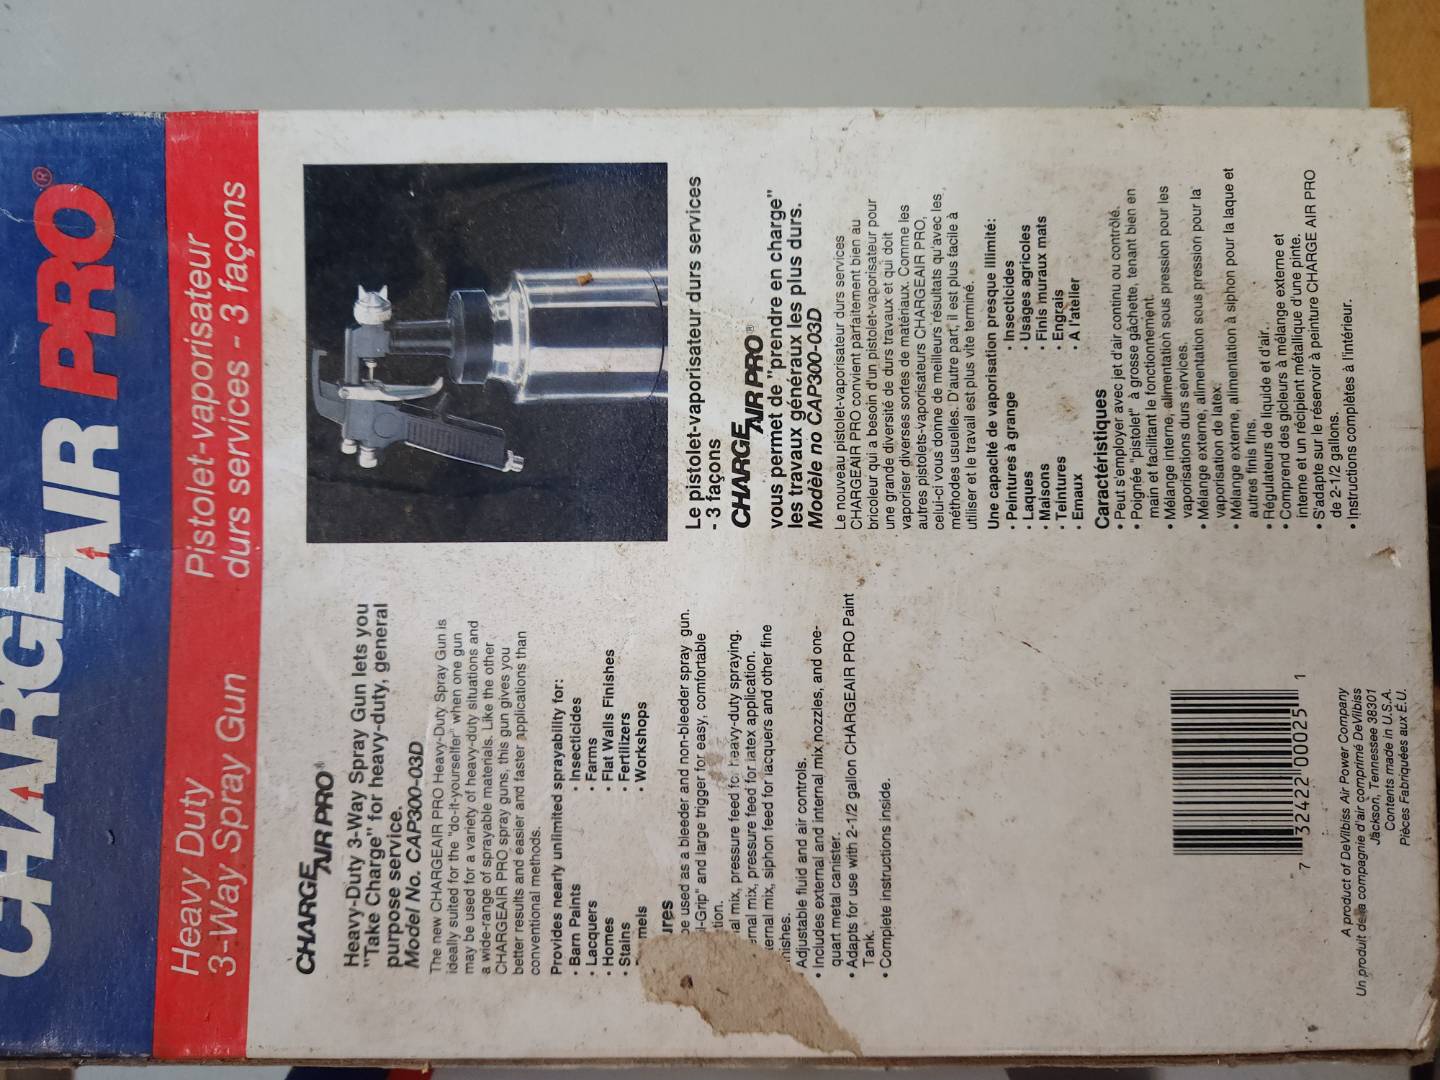 CHARGE
AIR PRO®
Heavy Duty
3-Way Spray Gun
Pistolet-vaporisateur
durs services - 3 façons
CHARGE
AIR PRO®
Heavy-Duty 3-Way Spray Gun lets you
"Take Charge" for heavy-duty, general
purpose service.
Model No. CAP300-03D
The new CHARGEAIR PRO Heavy-Duty Spray Gun is
ideally suited for the "do-it-yourselfer" when one gun
may be used for a variety of heavy-duty situations and
a wide-range of sprayable materials. Like the other
CHARGEAIR PRO spray guns, this gun gives you
better results and easier and faster applications than
conventional methods.
Provides nearly unlimited sprayability for:
• Barn Paints
• Lacquers
• Homes
• Stains
mels
• Insecticides
• Farms
• Flat Walls Finishes
• Fertilizers
• Workshops
ures
be used as a bleeder and non-bleeder spray gun.
l-Grip" and large trigger for easy, comfortable
tion.
al mix, pressure feed for heavy-duty spraying.
rnal mix, pressure feed for latex application.
ternal mix, siphon feed for lacquers and other fine
inishes.
• Adjustable fluid and air controls.
• Includes external and internal mix nozzles, and one-
quart metal canister.
• Adapts for use with 2-1/2 gallon CHARGEAIR PRO Paint
Tank.
• Complete instructions inside.
7 32422 00025 1
A product of DeVilbiss Air Power Company
Un produit de la compagnie d'air comprimé DeVilbiss
Jackson, Tennessee 38301
Contents made in U.S.A.
Pièces Fabriquées aux É.U.
Le pistolet-vaporisateur durs services
- 3 façons
CHARGE
AIR PRO®
vous permet de "prendre en charge"
les travaux généraux les plus durs.
Modèle no CAP300-03D
Le nouveau pistolet-vaporisateur durs services
CHARGEAIR PRO convient parfaitement bien au
bricoleur qui a besoin d'un pistolet-vaporisateur pour
une grande diversité de durs travaux et qui doit
vaporiser diverses sortes de matériaux. Comme les
autres pistolets-vaporisateurs CHARGEAIR PRO,
celui-ci vous donne de meilleurs résultats qu'avec les
méthodes usuelles. D'autre part, il est plus facile à
utiliser et le travail est plus vite terminé.
Une capacité de vaporisation presque illimité:
• Peintures à grange
• Laques
• Maisons
• Teintures
• Emaux
• Insecticides
• Usages agricoles
• Finis muraux mats
• Engrais
• A l'atelier
Caractéristiques
• Peut s'employer avec jet d'air continu ou contrôlé.
• Poignée "pistolet" à grosse gâchette, tenant bien en
main et facilitant le fonctionnement.
• Mélange interne, alimentation sous pression pour les
vaporisations durs services.
• Mélange externe, alimentation sous pression pour la
vaporisation de latex.
• Mélange externe, alimentation à siphon pour la laque et
autres finis fins.
• Régulateurs de liquide et d'air.
• Comprend des gicleurs à mélange externe et
interne et un récipient métallique d'une pinte.
• S'adapte sur le réservoir à peinture CHARGE AIR PRO
de 2-1/2 gallons.
• Instructions complètes à l'intérieur.